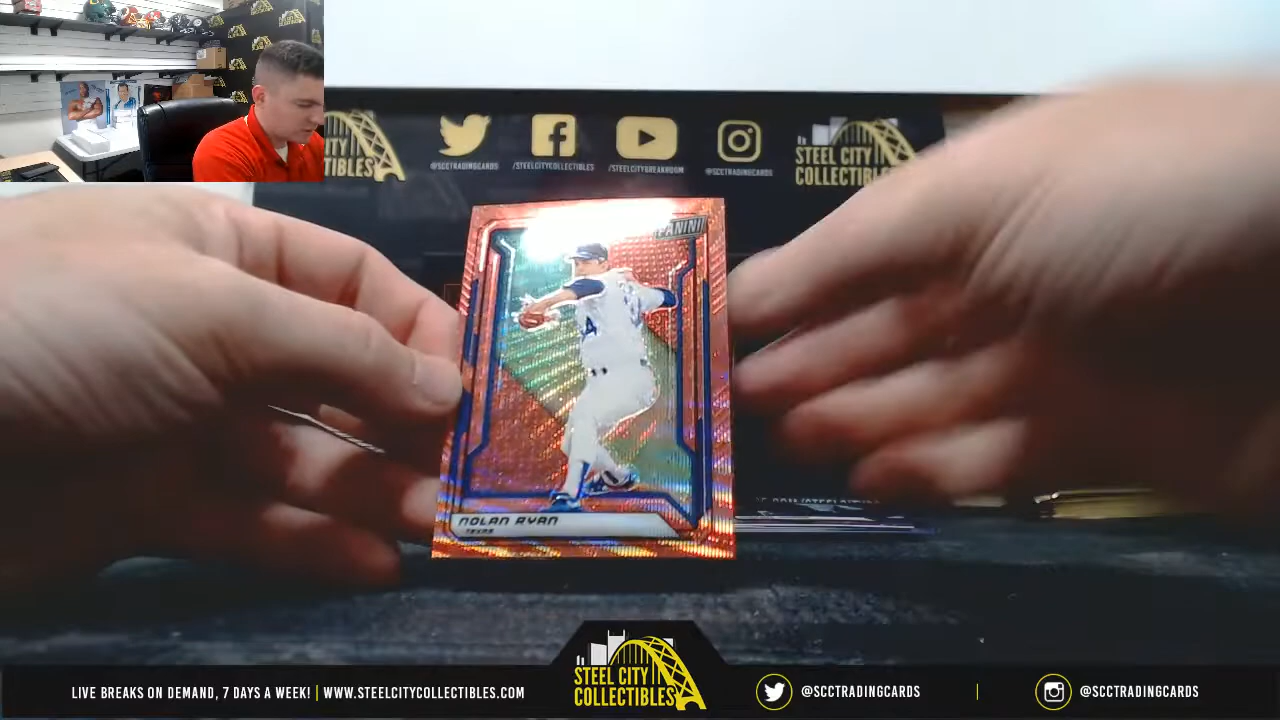 STEEL CITY
COLLECTIBLES
@SCCTRADINGCARDS
/STEELCITYCOLLECTIBLES
/STEELCITYBREAKROOM
@SCCTRADINGCARDS
PANINI
NOLAN RYAN
TEXAS
STEEL CITY
COLLECTIBLES
LIVE BREAKS ON DEMAND, 7 DAYS A WEEK! | WWW.STEELCITYCOLLECTIBLES.COM
@SCCTRADINGCARDS
@SCCTRADINGCARDS